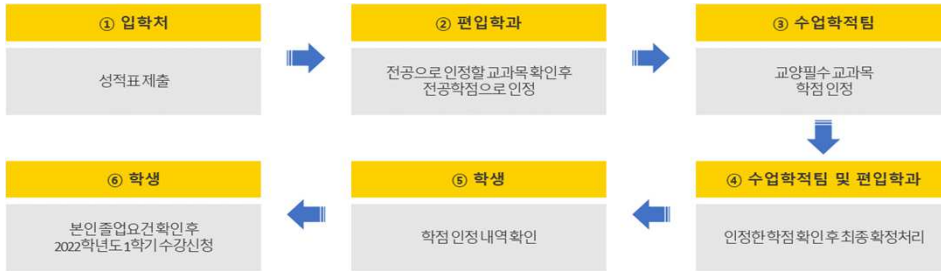 ① 입학처
성적표 제출
② 편입학과
전공으로 인정할 교과목 확인 후
전공학점으로 인정
③ 수업학적팀
교양필수 교과목
학점 인정
④ 수업학적팀 및 편입학과
인정한 학점 확인 후 최종 확정처리
⑤ 학생
학점 인정 내역 확인
⑥ 학생
본인 졸업요건 확인 후
2022학년도 1학기 수강신청